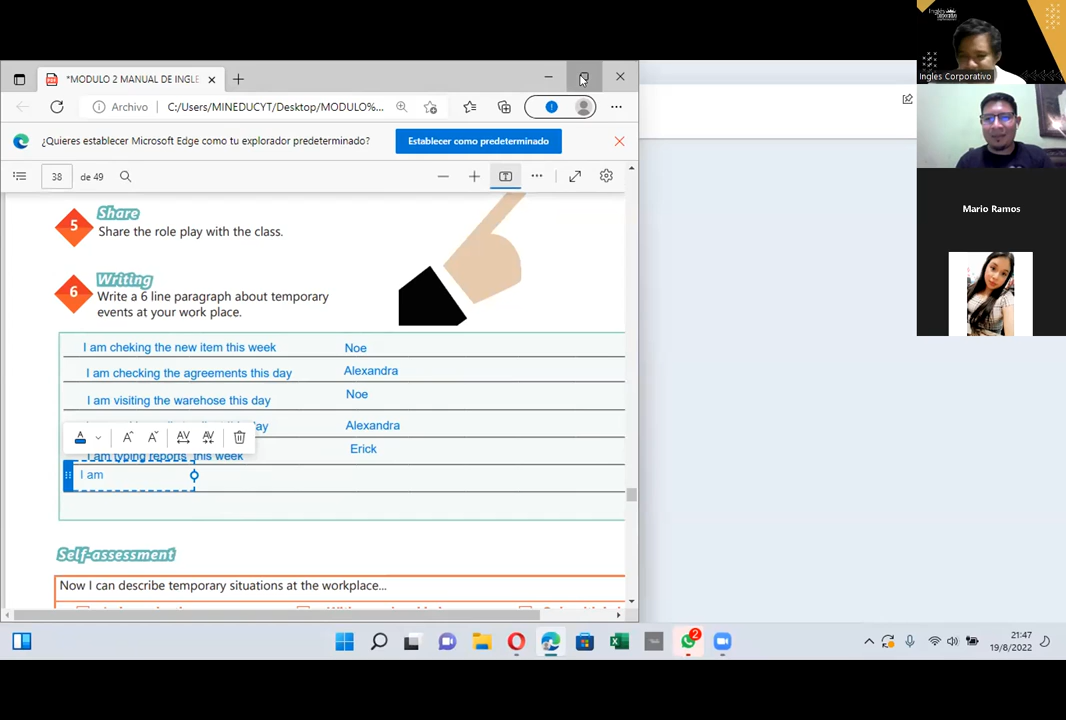 Inglés
Corporativo
Ingles Corporativo
*MODULO 2 MANUAL DE INGLE
Archivo
C:/Users/MINEDUCYT/Desktop/MODULO%...
¿Quieres establecer Microsoft Edge como tu explorador predeterminado?
Establecer como predeterminado
38
de 49
Mario Ramos
5
Share
Share the role play with the class.
6
Writing
Write a 6 line paragraph about temporary
events at your work place.
I am cheking the new item this week
Noe
I am checking the agreements this day
Alexandra
I am visiting the warehose this day
Noe
Alexandra
I am typing reports this week
Erick
I am
Self-assessment
Now I can describe temporary situations at the workplace...
2
21:47
19/8/2022